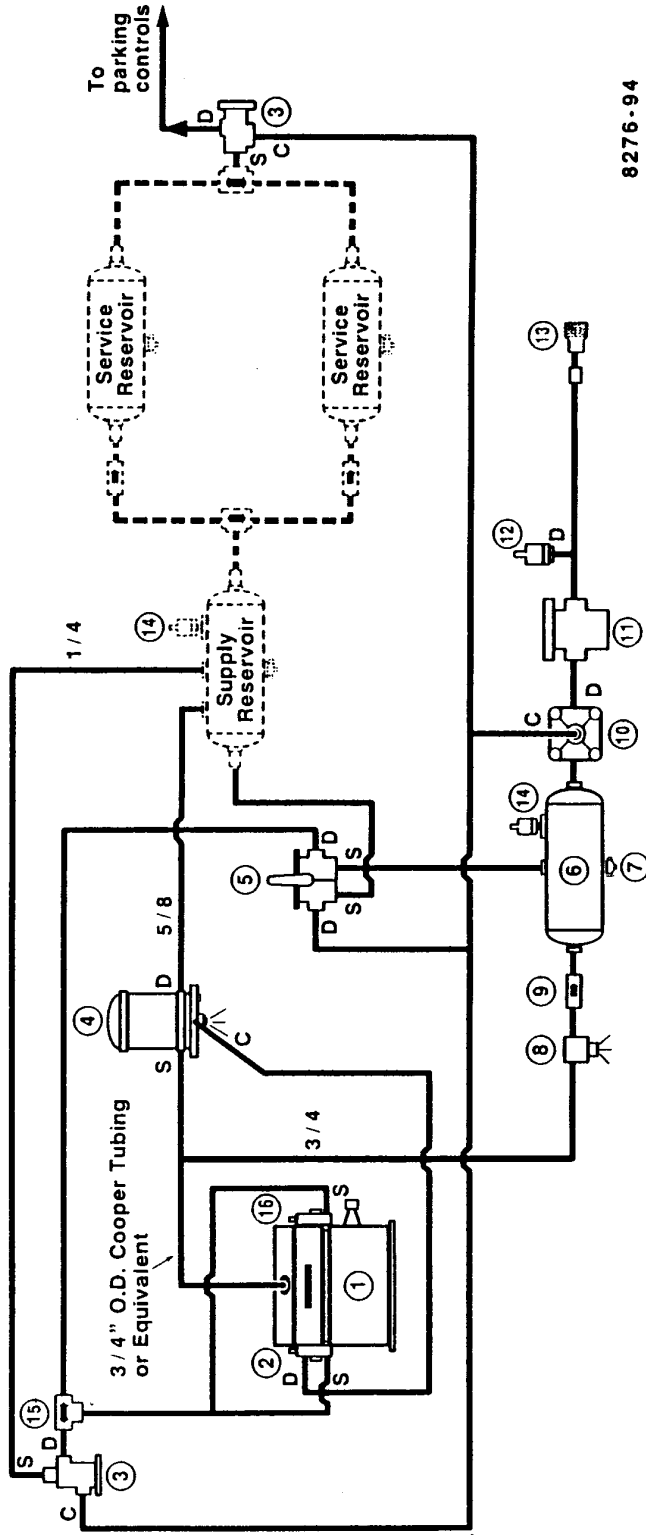 To
parking
controls
D
3
S
C
8276-94
Service
Reservoir
Service
Reservoir
13
12
D
11
14
1/4
Supply
Reservoir
D
C
10
14
5
D
S
S
D
6
7
5/8
4
D
S
C
9
8
3/4
3/4" O.D. Cooper Tubing
or Equivalent
16
S
1
2
D
S
15
D
S
3
C